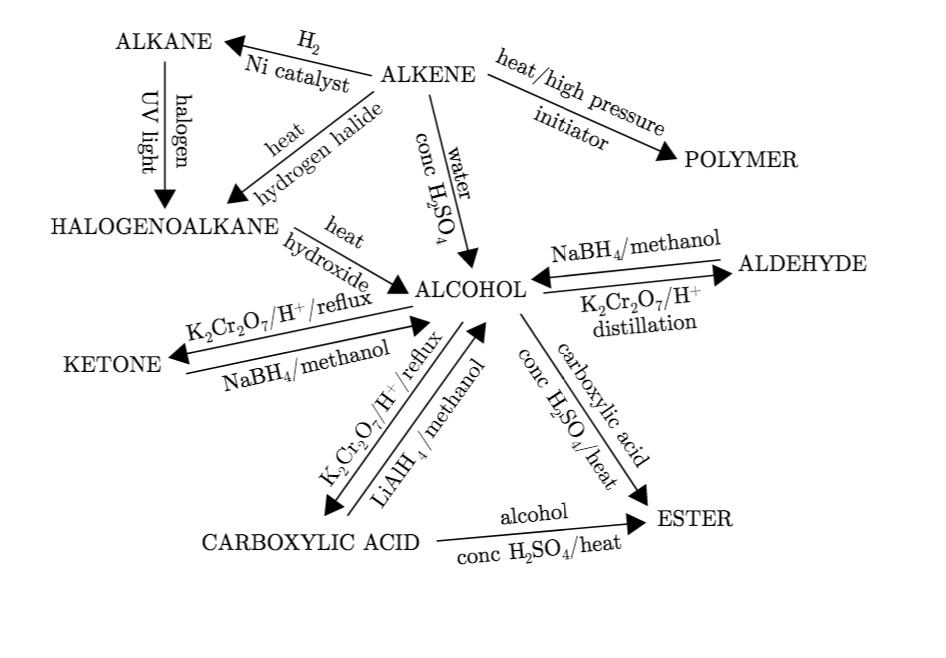 ALKANE
H₂
Ni catalyst
ALKENE
heat/high pressure
initiator
POLYMER
halogen
UV light
heat
hydrogen halide
water
conc H₂SO₄
HALOGENOALKANE
heat
hydroxide
ALCOHOL
NaBH₄/methanol
K₂Cr₂O₇/H⁺
distillation
ALDEHYDE
K₂Cr₂O₇/H⁺/reflux
NaBH₄/methanol
KETONE
K₂Cr₂O₇/H⁺/reflux
LiAlH₄/methanol
carboxylic acid
conc H₂SO₄/heat
CARBOXYLIC ACID
alcohol
conc H₂SO₄/heat
ESTER